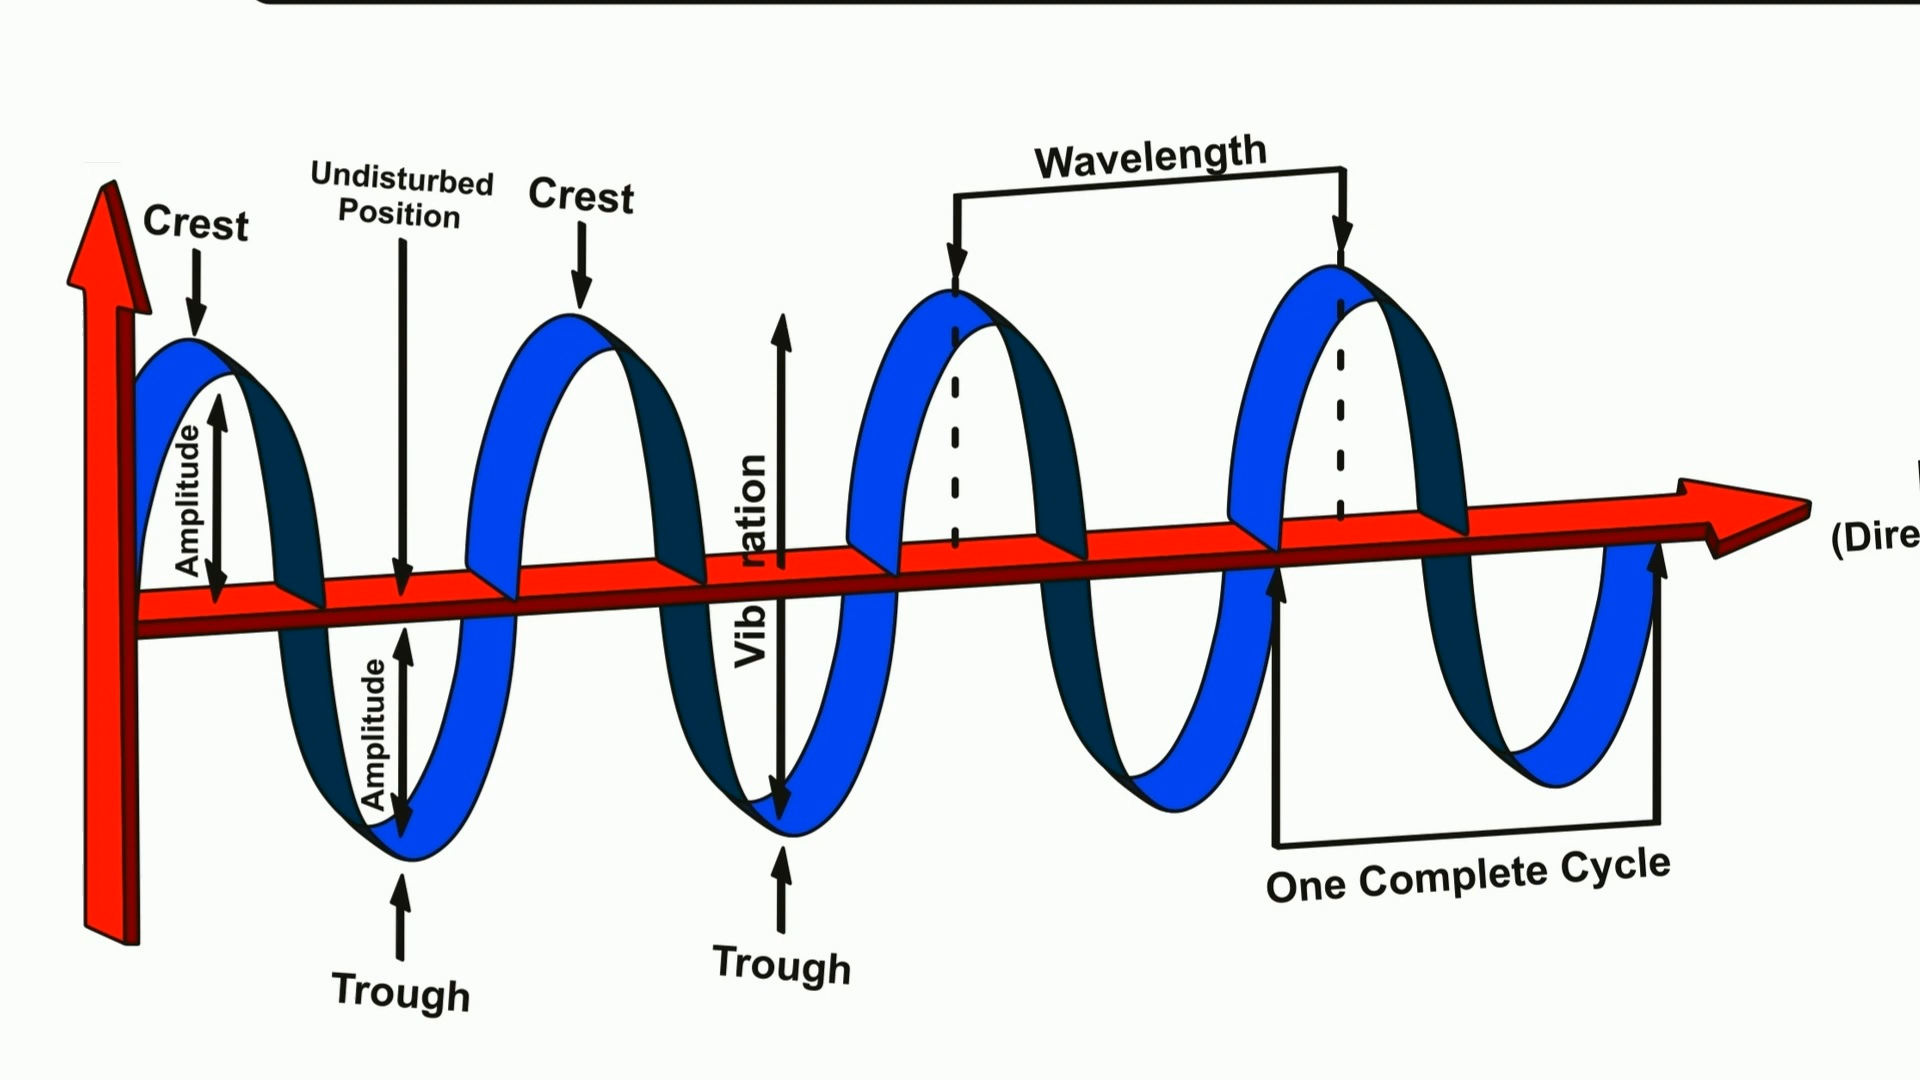 Wavelength
Undisturbed
Position
Crest
Crest
Amplitude
Vibration
(Dire
Amplitude
One Complete Cycle
Trough
Trough